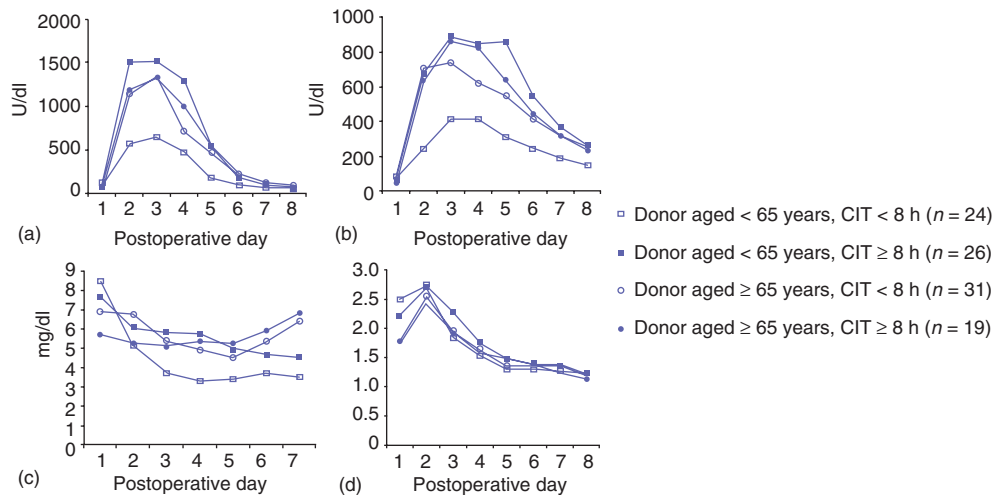 2000
1500
1000
500
0
U/dl
1 2 3 4 5 6 7 8
Postoperative day
(a)
1000
800
600
400
200
0
U/dl
1 2 3 4 5 6 7 8
Postoperative day
(b)
9
8
7
6
5
4
3
2
1
0
mg/dl
1 2 3 4 5 6 7
Postoperative day
(c)
3.0
2.5
2.0
1.5
1.0
0.5
0
1 2 3 4 5 6 7 8
Postoperative day
(d)
Donor aged < 65 years, CIT < 8 h (n = 24)
Donor aged < 65 years, CIT ≥ 8 h (n = 26)
Donor aged ≥ 65 years, CIT < 8 h (n = 31)
Donor aged ≥ 65 years, CIT ≥ 8 h (n = 19)